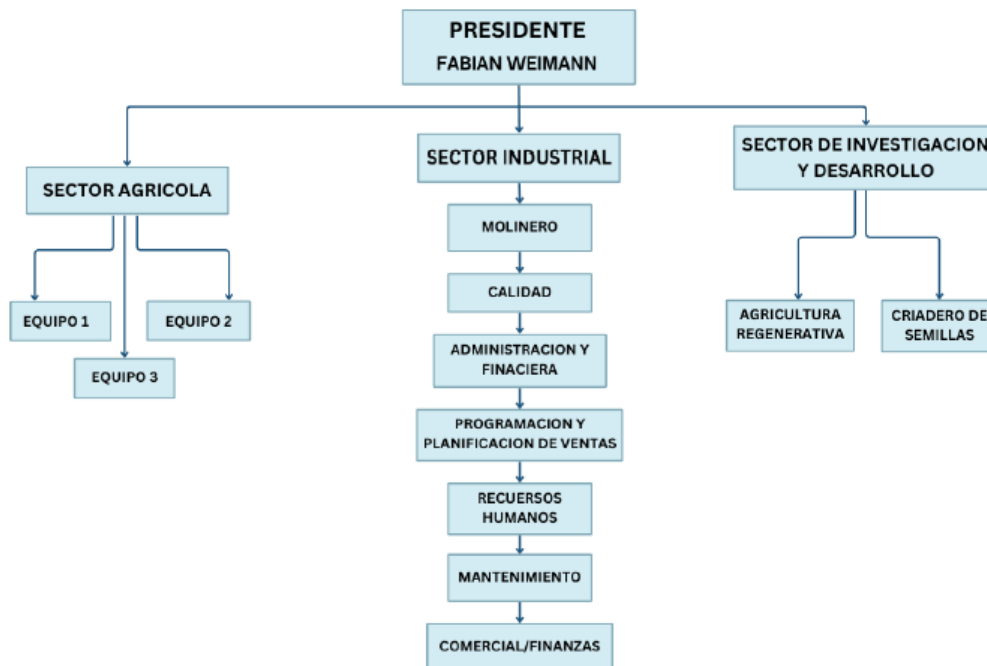 PRESIDENTE
FABIAN WEIMANN
SECTOR AGRICOLA
EQUIPO 1
EQUIPO 2
EQUIPO 3
SECTOR INDUSTRIAL
MOLINERO
CALIDAD
ADMINISTRACION Y
FINACIERA
PROGRAMACION Y
PLANIFICACION DE VENTAS
RECUERSOS
HUMANOS
MANTENIMIENTO
COMERCIAL/FINANZAS
SECTOR DE INVESTIGACION
Y DESARROLLO
AGRICULTURA
REGENERATIVA
CRIADERO DE
SEMILLAS